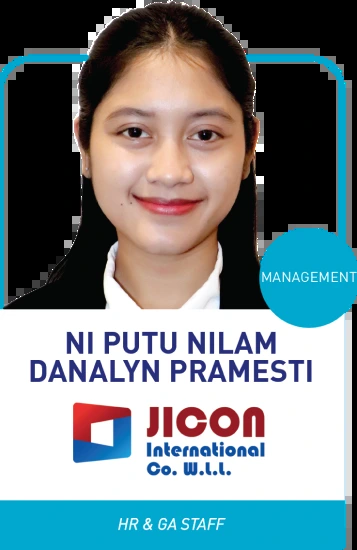 MANAGEMENT
NI PUTU NILAM
DANALYN PRAMESTI
JICON
International
Co. W.l.l.
HR & GA STAFF